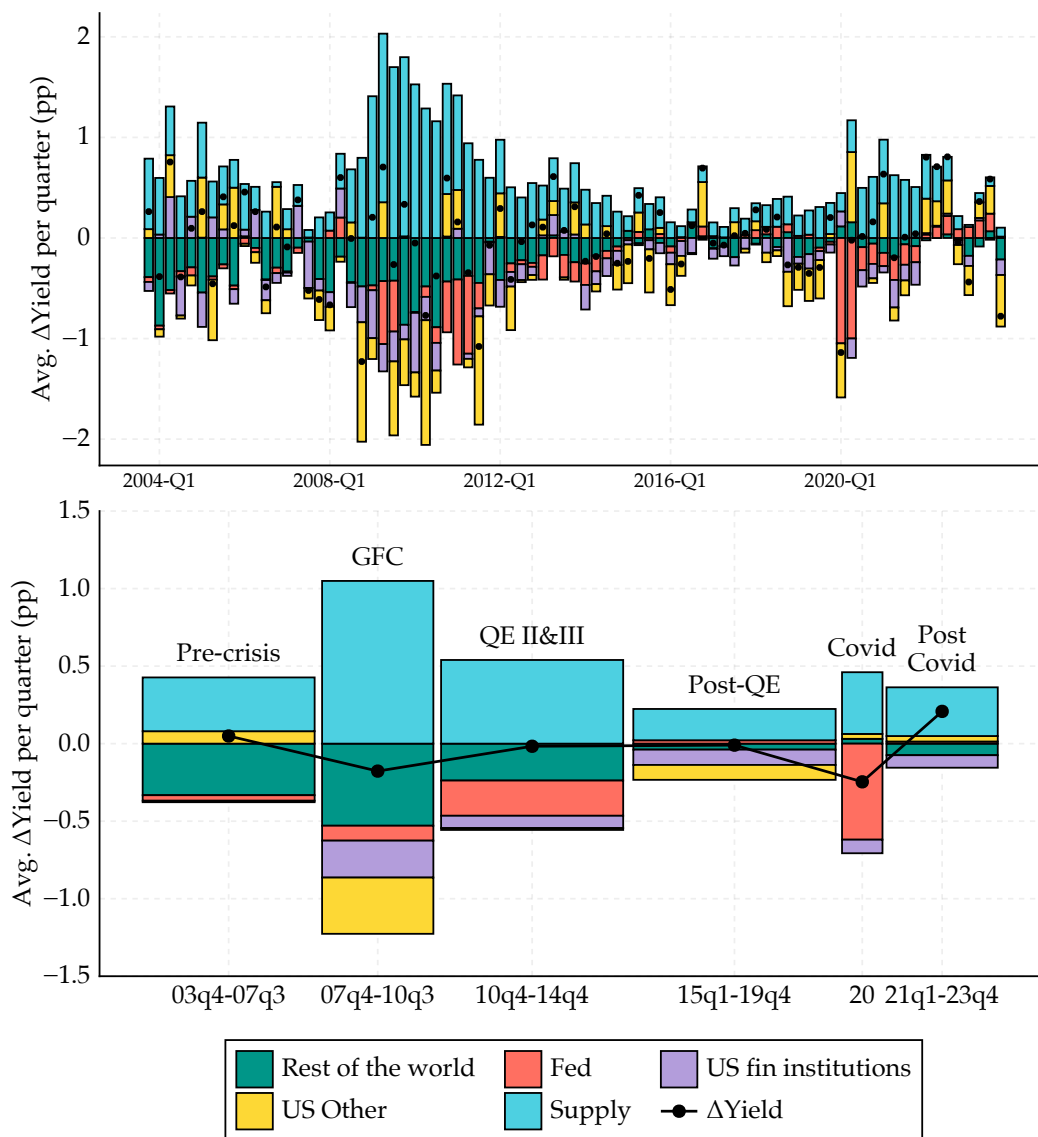 Avg. ΔYield per quarter (pp)
2
1
0
−1
−2
2004-Q1 2008-Q1 2012-Q1 2016-Q1 2020-Q1
Avg. ΔYield per quarter (pp)
1.5
1.0
0.5
0.0
−0.5
−1.0
−1.5
Pre-crisis
GFC
QE II&III
Post-QE
Covid
Post
Covid
03q4-07q3 07q4-10q3 10q4-14q4 15q1-19q4 20 21q1-23q4
Rest of the world Fed US fin institutions
US Other Supply ΔYield